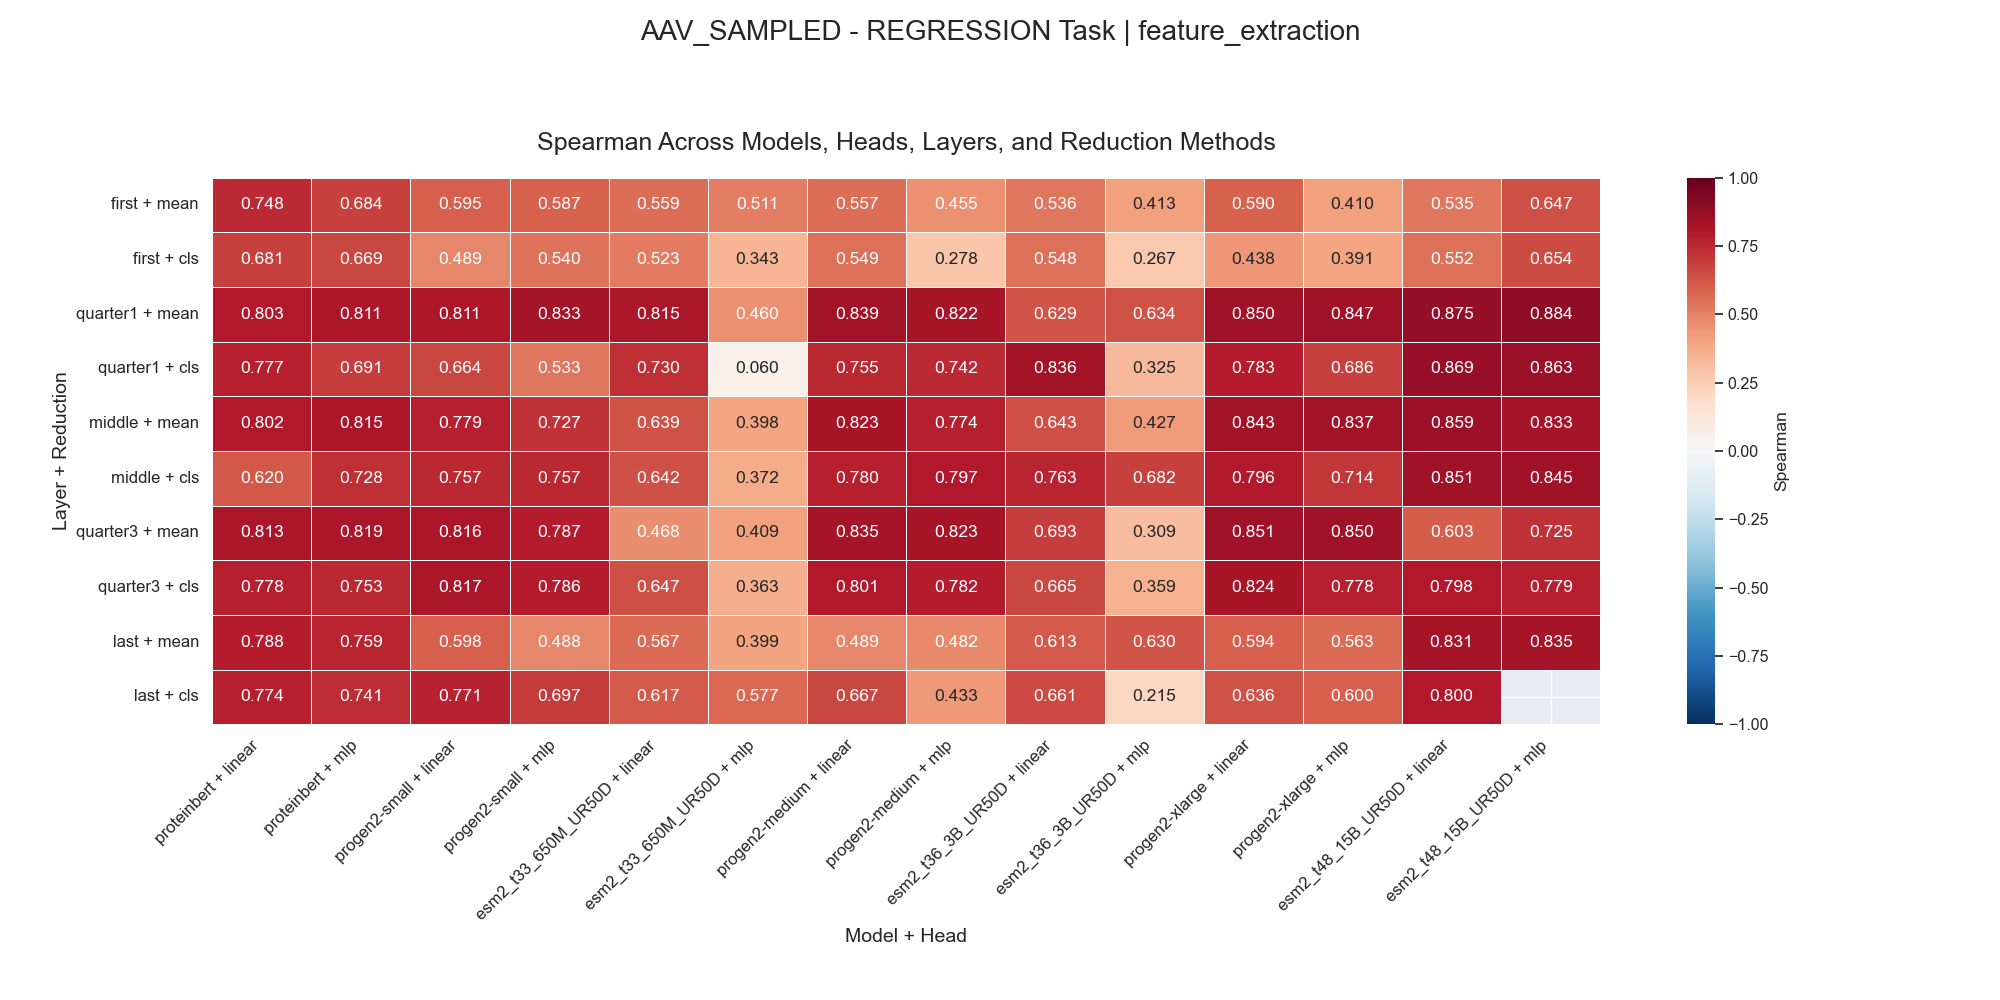 AAV_SAMPLED - REGRESSION Task | feature_extraction
Spearman Across Models, Heads, Layers, and Reduction Methods
Layer + Reduction
first + mean 0.748 0.684 0.595 0.587 0.559 0.511 0.557 0.455 0.536 0.413 0.590 0.410 0.535 0.647
first + cls 0.681 0.669 0.489 0.540 0.523 0.343 0.549 0.278 0.548 0.267 0.438 0.391 0.552 0.654
quarter1 + mean 0.803 0.811 0.811 0.833 0.815 0.460 0.839 0.822 0.629 0.634 0.850 0.847 0.875 0.884
quarter1 + cls 0.777 0.691 0.664 0.533 0.730 0.060 0.755 0.742 0.836 0.325 0.783 0.686 0.869 0.863
middle + mean 0.802 0.815 0.779 0.727 0.639 0.398 0.823 0.774 0.643 0.427 0.843 0.837 0.859 0.833
middle + cls 0.620 0.728 0.757 0.757 0.642 0.372 0.780 0.797 0.763 0.682 0.796 0.714 0.851 0.845
quarter3 + mean 0.813 0.819 0.816 0.787 0.468 0.409 0.835 0.823 0.693 0.309 0.851 0.850 0.603 0.725
quarter3 + cls 0.778 0.753 0.817 0.786 0.647 0.363 0.801 0.782 0.665 0.359 0.824 0.778 0.798 0.779
last + mean 0.788 0.759 0.598 0.488 0.567 0.399 0.489 0.482 0.613 0.630 0.594 0.563 0.831 0.835
last + cls 0.774 0.741 0.771 0.697 0.617 0.577 0.667 0.433 0.661 0.215 0.636 0.600 0.800
proteinbert + linear
proteinbert + mlp
progen2-small + linear
progen2-small + mlp
esm2_t33_650M_UR50D + linear
esm2_t33_650M_UR50D + mlp
progen2-medium + linear
progen2-medium + mlp
esm2_t36_3B_UR50D + linear
esm2_t36_3B_UR50D + mlp
progen2-xlarge + linear
progen2-xlarge + mlp
esm2_t48_15B_UR50D + linear
esm2_t48_15B_UR50D + mlp
Model + Head
1.00
0.75
0.50
0.25
0.00
−0.25
−0.50
−0.75
−1.00
Spearman